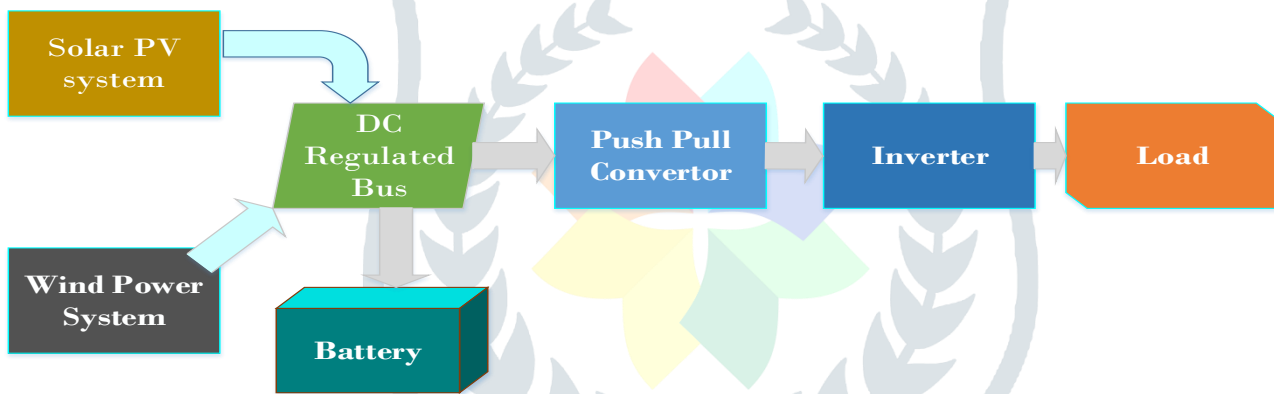 Solar PV
system
DC
Regulated
Bus
Push Pull
Convertor
Inverter
Load
Wind Power
System
Battery